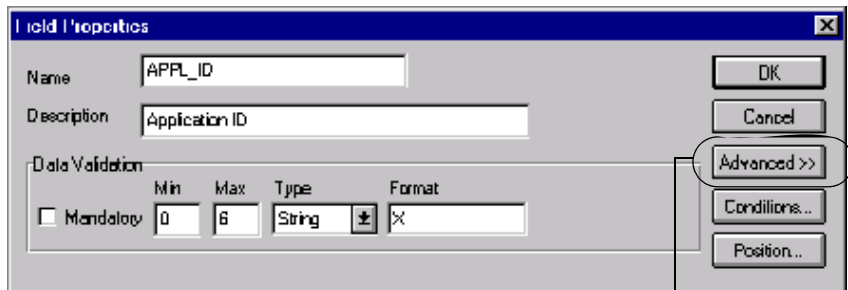 Field Properties
Name APPL_ID OK
Description Application ID Cancel
Data Validation Advanced >>
Min Max Type Format
Mandatory 0 6 String X Conditions...
Position...